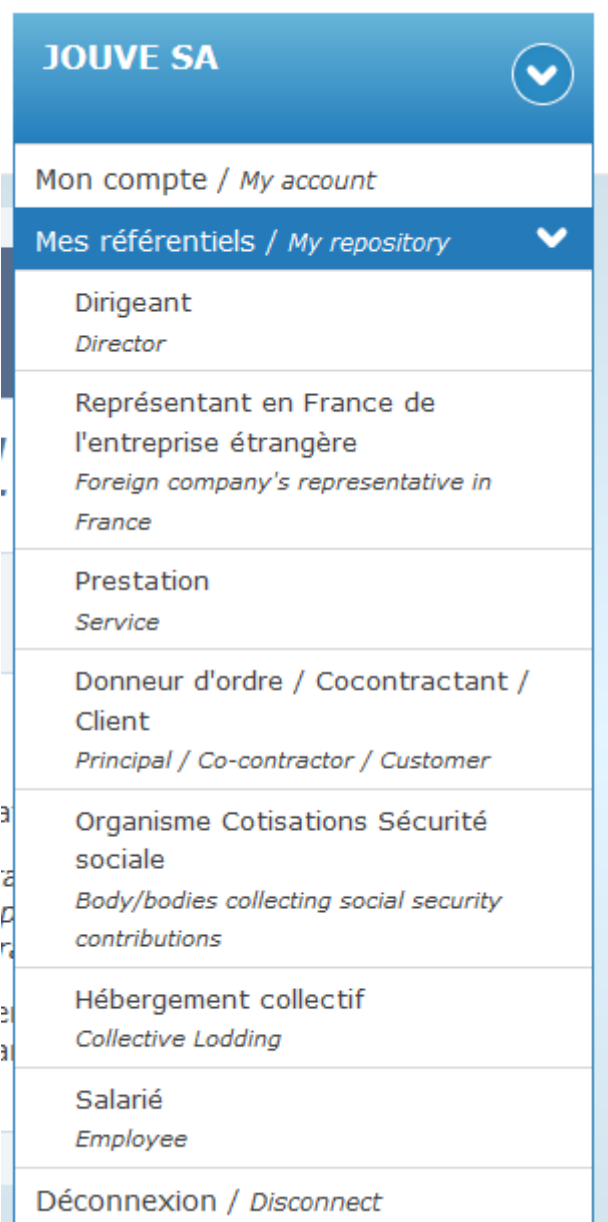 JOUVE SA
Mon compte / My account
Mes référentiels / My repository
Dirigeant
Director
Représentant en France de
l'entreprise étrangère
Foreign company's representative in
France
Prestation
Service
Donneur d'ordre / Cocontractant /
Client
Principal / Co-contractor / Customer
Organisme Cotisations Sécurité
sociale
Body/bodies collecting social security
contributions
Hébergement collectif
Collective Lodding
Salarié
Employee
Déconnexion / Disconnect